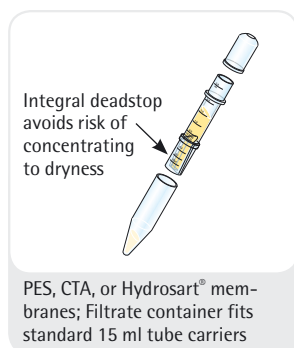 Integral deadstop
avoids risk of
concentrating
to dryness
PES, CTA, or Hydrosart® mem-
branes; Filtrate container fits
standard 15 ml tube carriers